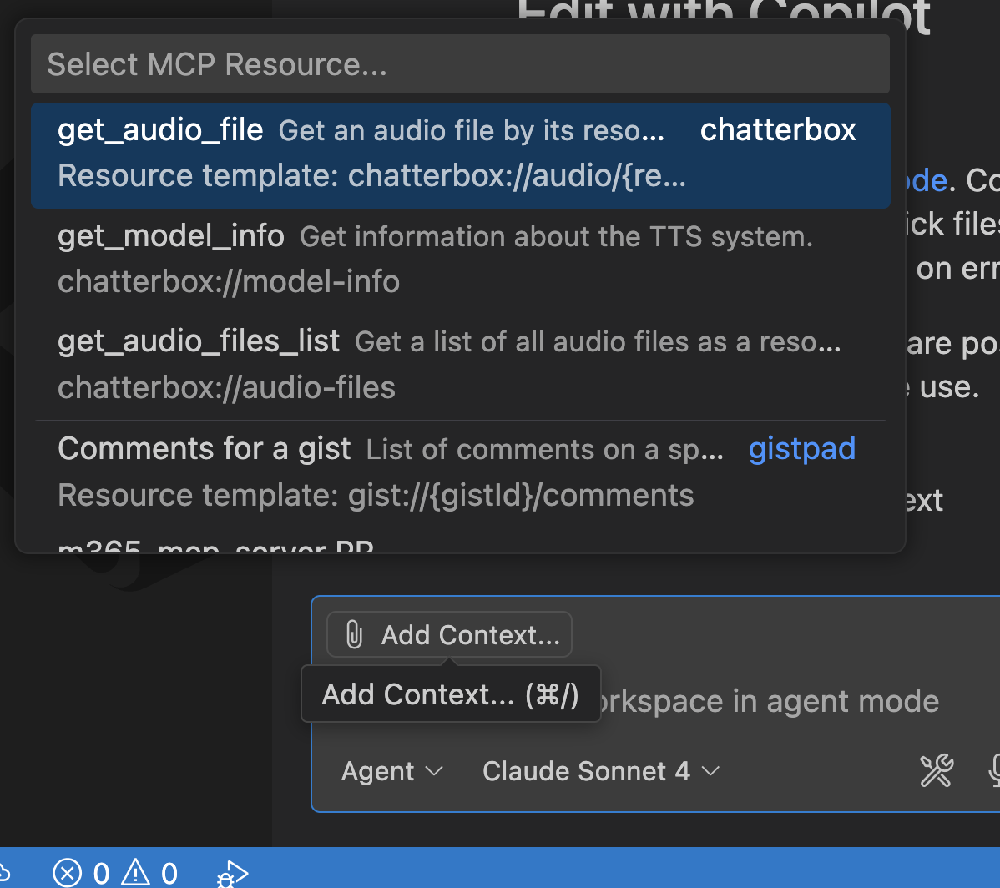 Edit with Copilot
Select MCP Resource...
get_audio_file Get an audio file by its reso... chatterbox
Resource template: chatterbox://audio/{re...
get_model_info Get information about the TTS system.
chatterbox://model-info
get_audio_files_list Get a list of all audio files as a reso...
chatterbox://audio-files
Comments for a gist List of comments on a sp... gistpad
Resource template: gist://{gistId}/comments
m365_mcp_server PR
ode. Co
ick files
on err
are po
use.
ext
Add Context...
Add Context... (⌘/)
orkspace in agent mode
Agent Claude Sonnet 4
0 0